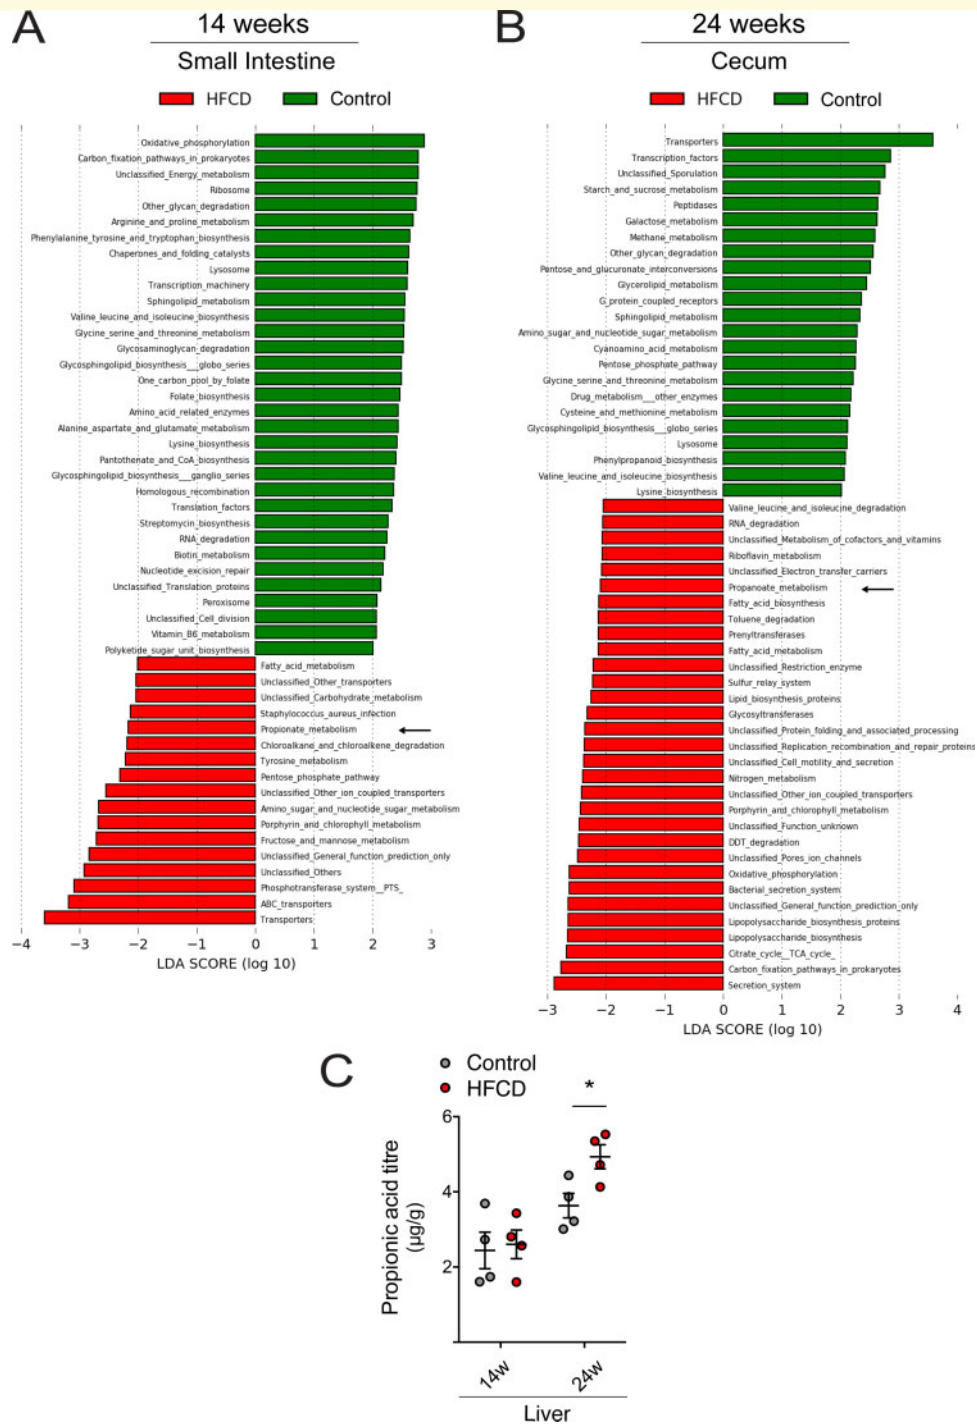 A
14 weeks
Small Intestine
HFCD
Control
Oxidative_phosphorylation
Carbon_fixation_pathways_in_prokaryotes
Unclassified_Energy_metabolism
Ribosome
Other_glycan_degradation
Arginine_and_proline_metabolism
Phenylalanine_tyrosine_and_tryptophan_biosynthesis
Chaperones_and_folding_catalysts
Lysosome
Transcription_machinery
Sphingolipid_metabolism
Valine_leucine_and_isoleucine_biosynthesis
Glycine_serine_and_threonine_metabolism
Glycosaminoglycan_degradation
Glycosphingolipid_biosynthesis___globo_series
One_carbon_pool_by_folate
Folate_biosynthesis
Amino_acid_related_enzymes
Alanine_aspartate_and_glutamate_metabolism
Lysine_biosynthesis
Pantothenate_and_CoA_biosynthesis
Glycosphingolipid_biosynthesis___ganglio_series
Homologous_recombination
Translation_factors
Streptomycin_biosynthesis
RNA_degradation
Biotin_metabolism
Nucleotide_excision_repair
Unclassified_Translation_proteins
Peroxisome
Unclassified_Cell_division
Vitamin_B6_metabolism
Polyketide_sugar_unit_biosynthesis
Fatty_acid_metabolism
Unclassified_Other_transporters
Unclassified_Carbohydrate_metabolism
Staphylococcus_aureus_infection
Propionate_metabolism
Chloroalkane_and_chloroalkene_degradation
Tyrosine_metabolism
Pentose_phosphate_pathway
Unclassified_Other_ion_coupled_transporters
Amino_sugar_and_nucleotide_sugar_metabolism
Porphyrin_and_chlorophyll_metabolism
Fructose_and_mannose_metabolism
Unclassified_General_function_prediction_only
Unclassified_Others
Phosphotransferase_system__PTS_
ABC_transporters
Transporters
−4 −3 −2 −1 0 1 2 3
LDA SCORE (log 10)
B
24 weeks
Cecum
HFCD
Control
Transporters
Transcription_factors
Unclassified_Sporulation
Starch_and_sucrose_metabolism
Peptidases
Galactose_metabolism
Methane_metabolism
Other_glycan_degradation
Pentose_and_glucuronate_interconversions
Glycerolipid_metabolism
G_protein_coupled_receptors
Sphingolipid_metabolism
Amino_sugar_and_nucleotide_sugar_metabolism
Cyanoamino_acid_metabolism
Pentose_phosphate_pathway
Glycine_serine_and_threonine_metabolism
Drug_metabolism___other_enzymes
Cysteine_and_methionine_metabolism
Glycosphingolipid_biosynthesis___globo_series
Lysosome
Phenylpropanoid_biosynthesis
Valine_leucine_and_isoleucine_biosynthesis
Lysine_biosynthesis
Valine_leucine_and_isoleucine_degradation
RNA_degradation
Unclassified_Metabolism_of_cofactors_and_vitamins
Riboflavin_metabolism
Unclassified_Electron_transfer_carriers
Propanoate_metabolism
Fatty_acid_biosynthesis
Toluene_degradation
Prenyltransferases
Fatty_acid_metabolism
Unclassified_Restriction_enzyme
Sulfur_relay_system
Lipid_biosynthesis_proteins
Glycosyltransferases
Unclassified_Protein_folding_and_associated_processing
Unclassified_Replication_recombination_and_repair_proteins
Unclassified_Cell_motility_and_secretion
Nitrogen_metabolism
Unclassified_Other_ion_coupled_transporters
Porphyrin_and_chlorophyll_metabolism
Unclassified_Function_unknown
DDT_degradation
Unclassified_Pores_ion_channels
Oxidative_phosphorylation
Bacterial_secretion_system
Unclassified_General_function_prediction_only
Lipopolysaccharide_biosynthesis_proteins
Lipopolysaccharide_biosynthesis
Citrate_cycle__TCA_cycle_
Carbon_fixation_pathways_in_prokaryotes
Secretion_system
−3 −2 −1 0 1 2 3 4
LDA SCORE (log 10)
C
Control
HFCD
*
Propionic acid titre
(µg/g)
6
4
2
14w 24w
Liver